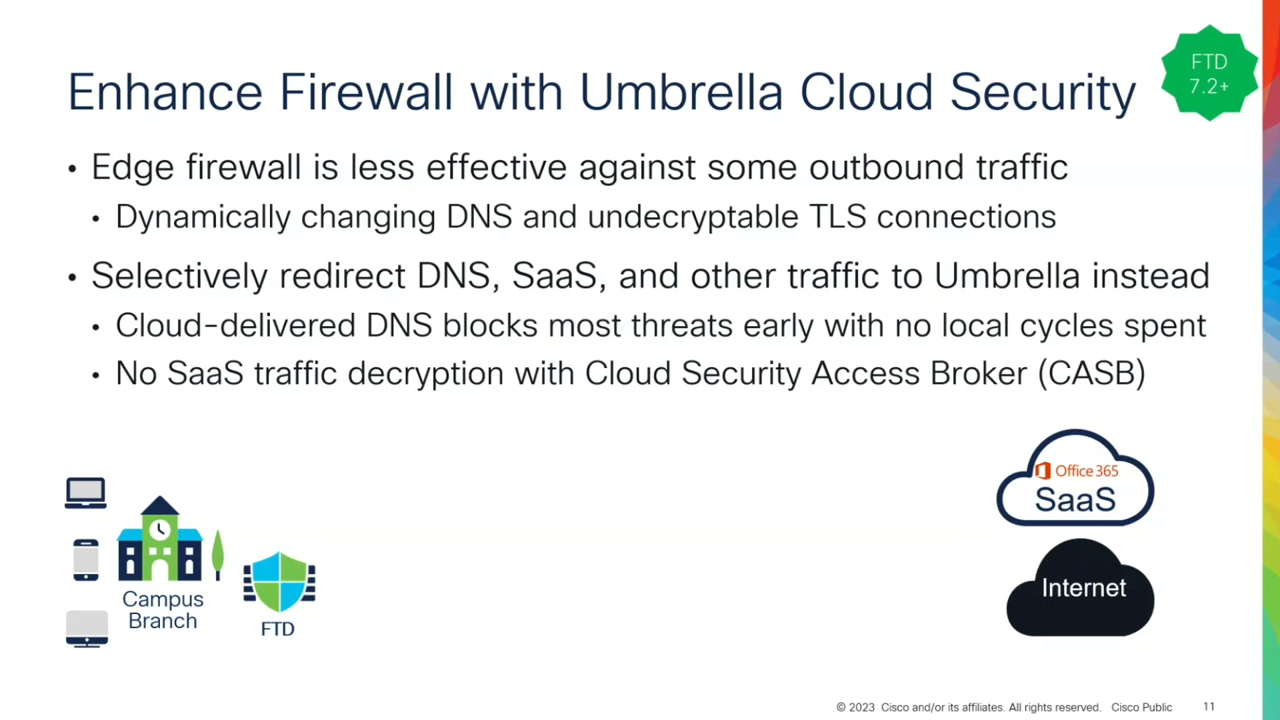 FTD
7.2+
Enhance Firewall with Umbrella Cloud Security
• Edge firewall is less effective against some outbound traffic
• Dynamically changing DNS and undecryptable TLS connections
• Selectively redirect DNS, SaaS, and other traffic to Umbrella instead
• Cloud-delivered DNS blocks most threats early with no local cycles spent
• No SaaS traffic decryption with Cloud Security Access Broker (CASB)
Office 365
SaaS
Internet
Campus
Branch
FTD
© 2023 Cisco and/or its affiliates. All rights reserved. Cisco Public 11